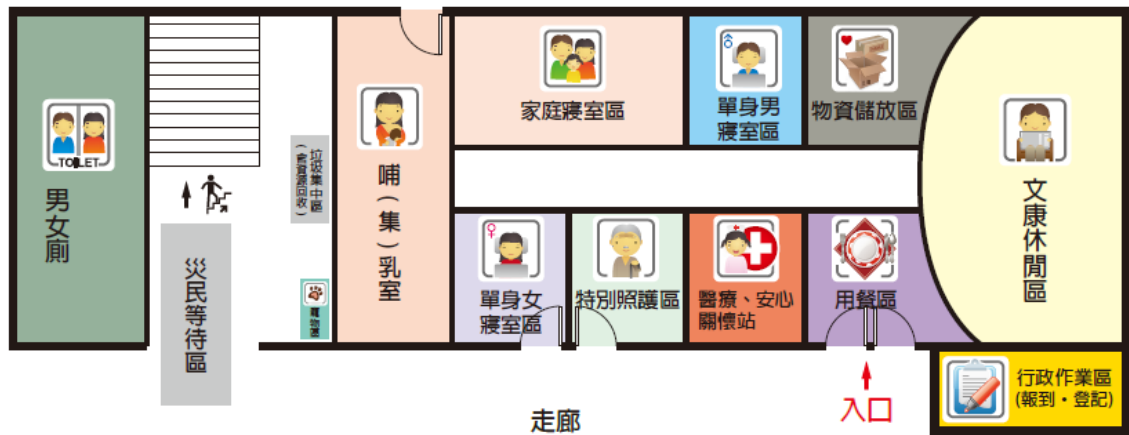 TOILET
男女廁
災民等待區
垃圾集中區
(含資源回收)
寵物區
哺(集)乳室
家庭寢室區
單身男
寢室區
物資儲放區
文康休閒區
單身女
寢室區
特別照護區
醫療、安心
關懷站
用餐區
行政作業區
(報到・登記)
入口
走廊